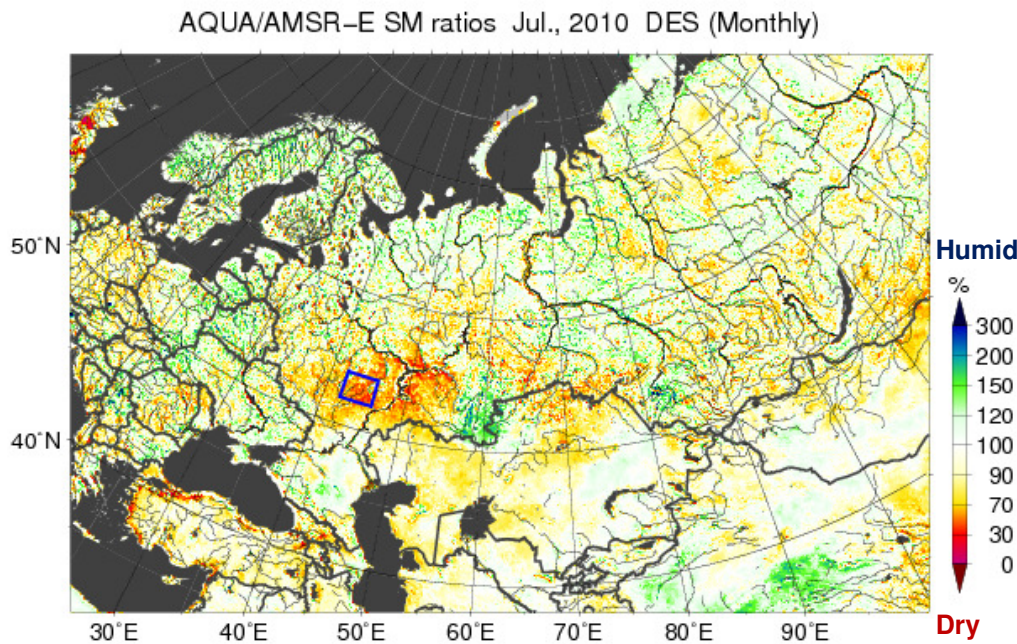 AQUA/AMSR-E SM ratios Jul., 2010 DES (Monthly)
50°N
40°N
30°E
40°E
50°E
60°E
70°E
80°E
90°E
Humid
%
300
200
150
120
100
90
70
30
0
Dry